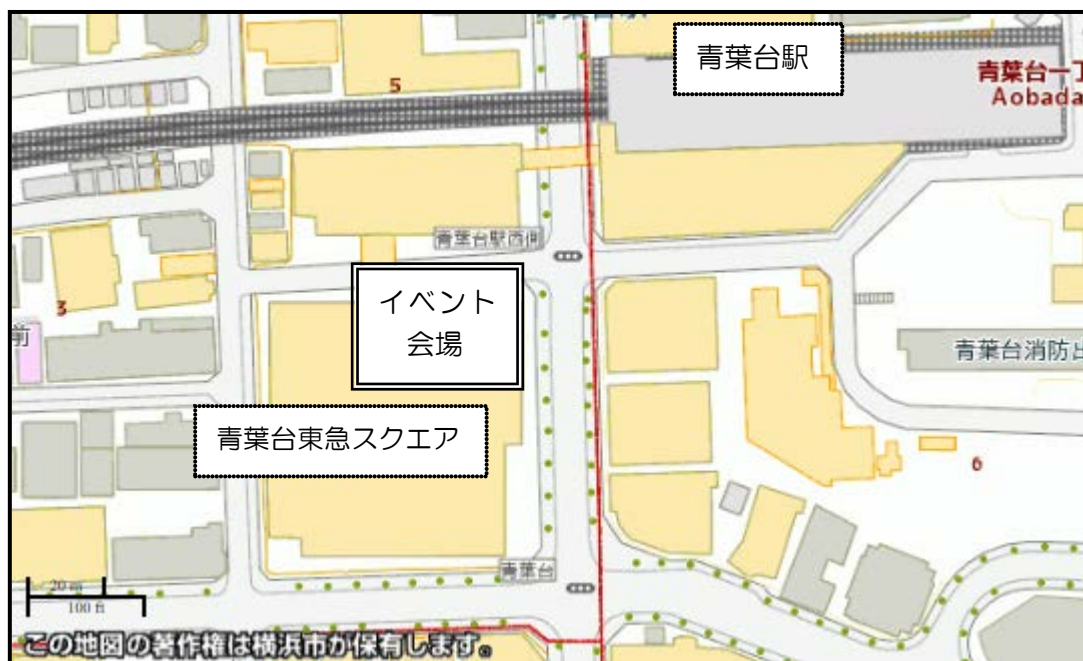 青葉台駅
青葉台一丁
Aobada
5
青葉台駅西側
イベント
会場
3
前
青葉台消防出
青葉台東急スクエア
6
青葉台
20 m
100 ft
この地図の著作権は横浜市が保有します。